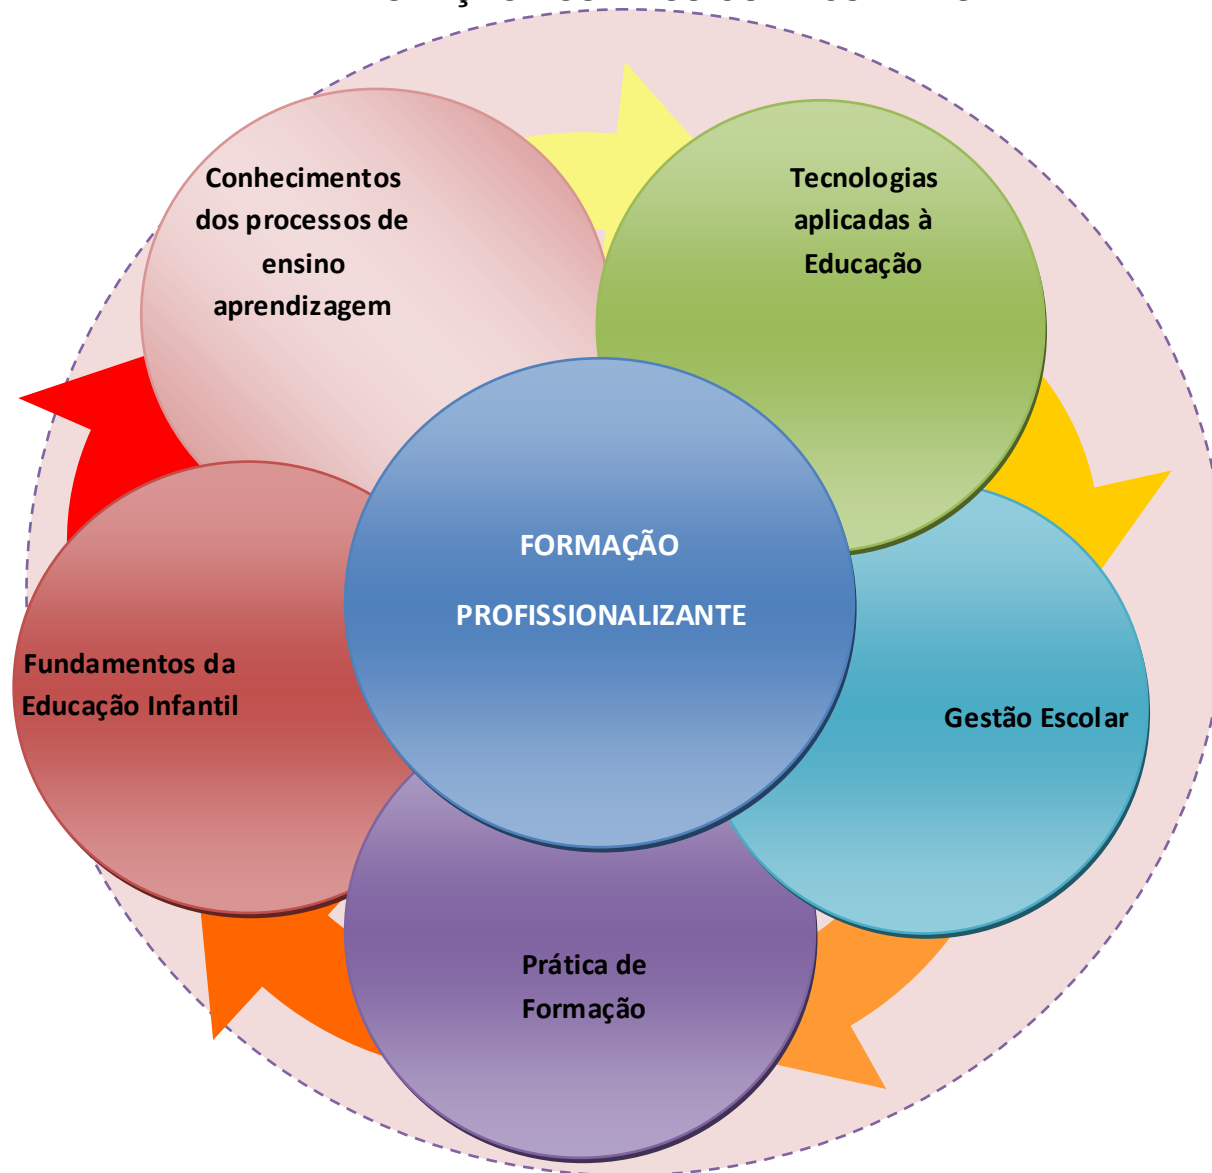 Conhecimentos
dos processos de
ensino
aprendizagem
Tecnologias
aplicadas à
Educação
FORMAÇÃO
PROFISSIONALIZANTE
Fundamentos da
Educação Infantil
Gestão Escolar
Prática de
Formação